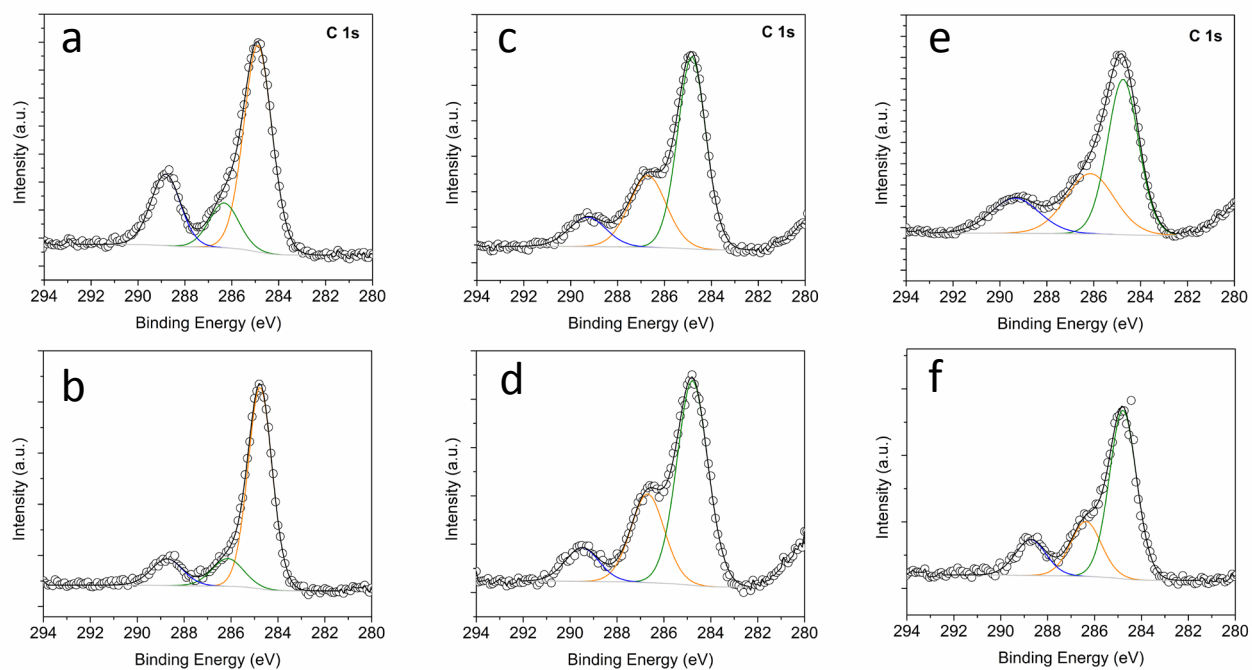 a
C 1s
Intensity (a.u.)
294 292 290 288 286 284 282 280
Binding Energy (eV)
c
Intensity (a.u.)
294 292 290 288 286 284 282 280
Binding Energy (eV)
e
C 1s
Intensity (a.u.)
294 292 290 288 286 284 282 280
Binding Energy (eV)
b
Intensity (a.u.)
294 292 290 288 286 284 282 280
Binding Energy (eV)
d
Intensity (a.u.)
294 292 290 288 286 284 282 280
Binding Energy (eV)
f
Intensity (a.u.)
294 292 290 288 286 284 282 280
Binding Energy (eV)